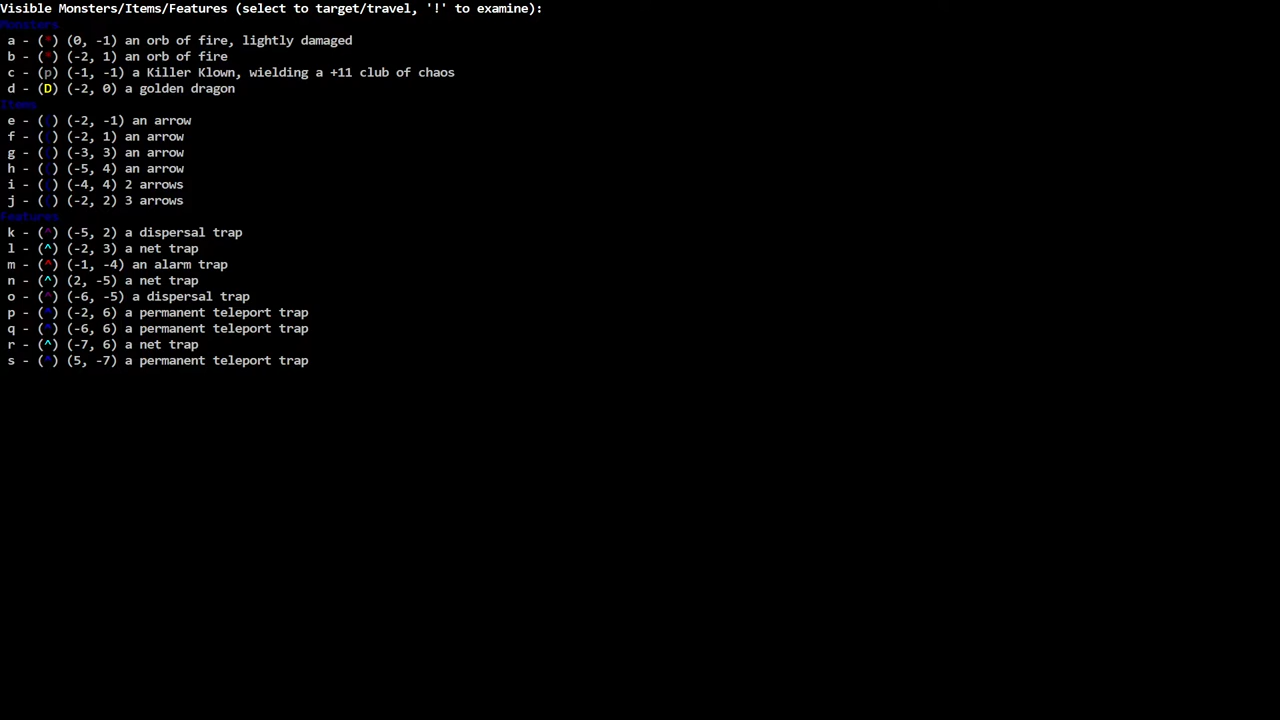 Visible Monsters/Items/Features (select to target/travel, '!' to examine):
Monsters
a - (*) (0, -1) an orb of fire, lightly damaged
b - (*) (-2, 1) an orb of fire
c - (p) (-1, -1) a Killer Klown, wielding a +11 club of chaos
d - (D) (-2, 0) a golden dragon
Items
e - (() (-2, -1) an arrow
f - (() (-2, 1) an arrow
g - (() (-3, 3) an arrow
h - (() (-5, 4) an arrow
i - (() (-4, 4) 2 arrows
j - (() (-2, 2) 3 arrows
Features
k - (^) (-5, 2) a dispersal trap
l - (^) (-2, 3) a net trap
m - (^) (-1, -4) an alarm trap
n - (^) (2, -5) a net trap
o - (^) (-6, -5) a dispersal trap
p - (^) (-2, 6) a permanent teleport trap
q - (^) (-6, 6) a permanent teleport trap
r - (^) (-7, 6) a net trap
s - (^) (5, -7) a permanent teleport trap